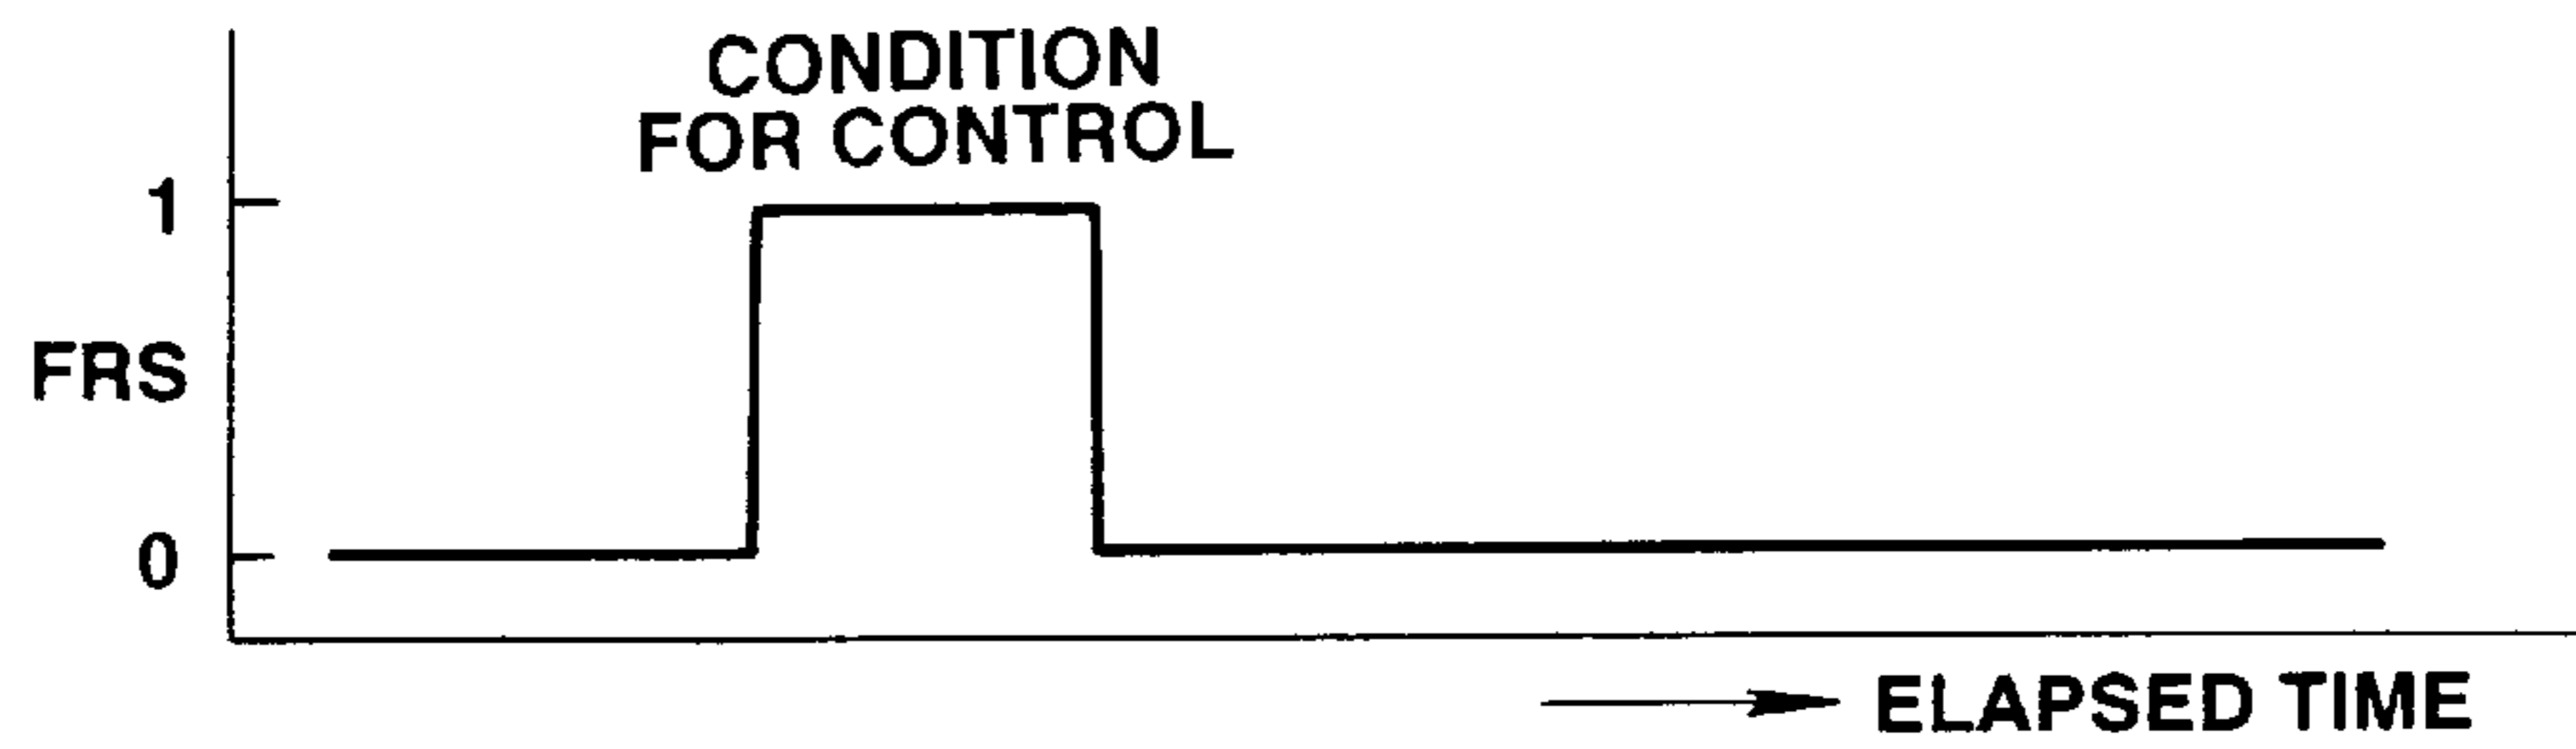 CONDITION
FOR CONTROL
1
FRS
0
ELAPSED TIME